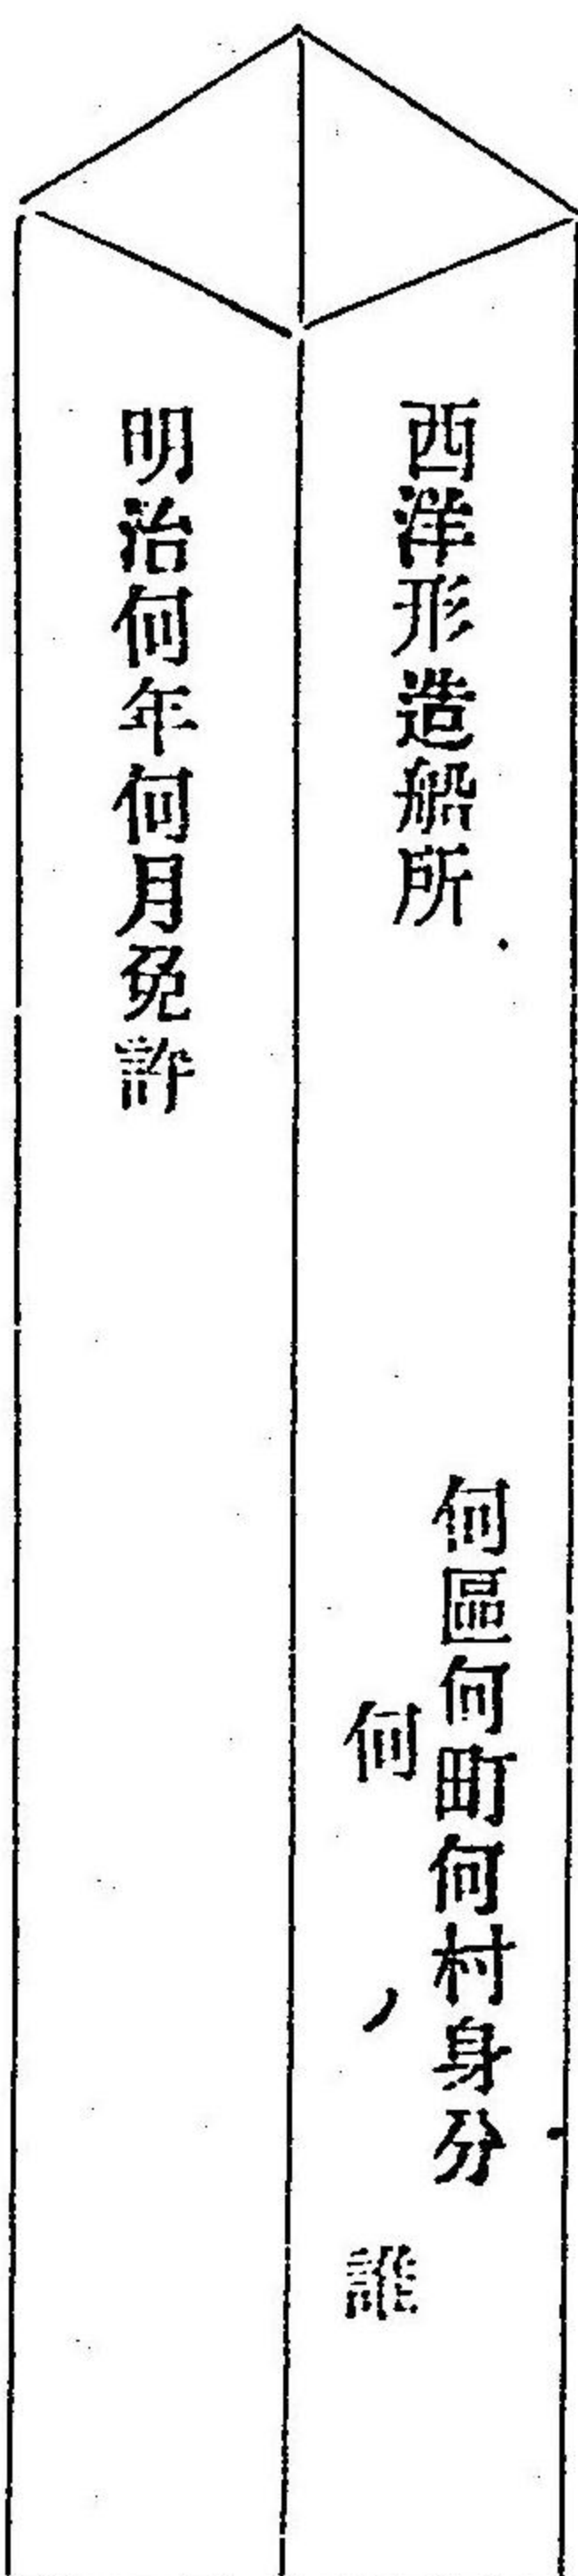 西洋形造船所
何區何町何村身分
何ノ誰
明治何年何月免許